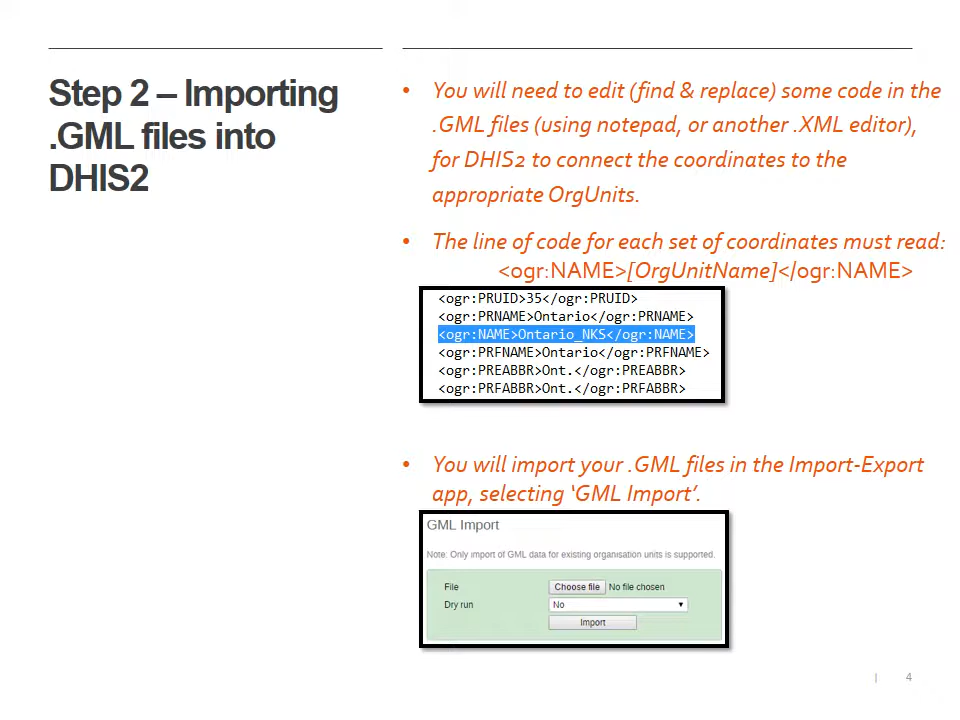 Step 2 – Importing
.GML files into
DHIS2
• You will need to edit (find & replace) some code in the
.GML files (using notepad, or another .XML editor),
for DHIS2 to connect the coordinates to the
appropriate OrgUnits.
• The line of code for each set of coordinates must read:
<ogr:NAME>[OrgUnitName]</ogr:NAME>
<ogr:PRUID>35</ogr:PRUID>
<ogr:PRNAME>Ontario</ogr:PRNAME>
<ogr:NAME>Ontario_NKS</ogr:NAME>
<ogr:PRFNAME>Ontario</ogr:PRFNAME>
<ogr:PREABBR>Ont.</ogr:PREABBR>
<ogr:PRFABBR>Ont.</ogr:PRFABBR>
• You will import your .GML files in the Import-Export
app, selecting ‘GML Import’.
GML Import
Note: Only import of GML data for existing organisation units is supported.
File Choose file No file chosen
Dry run No
Import
| 4